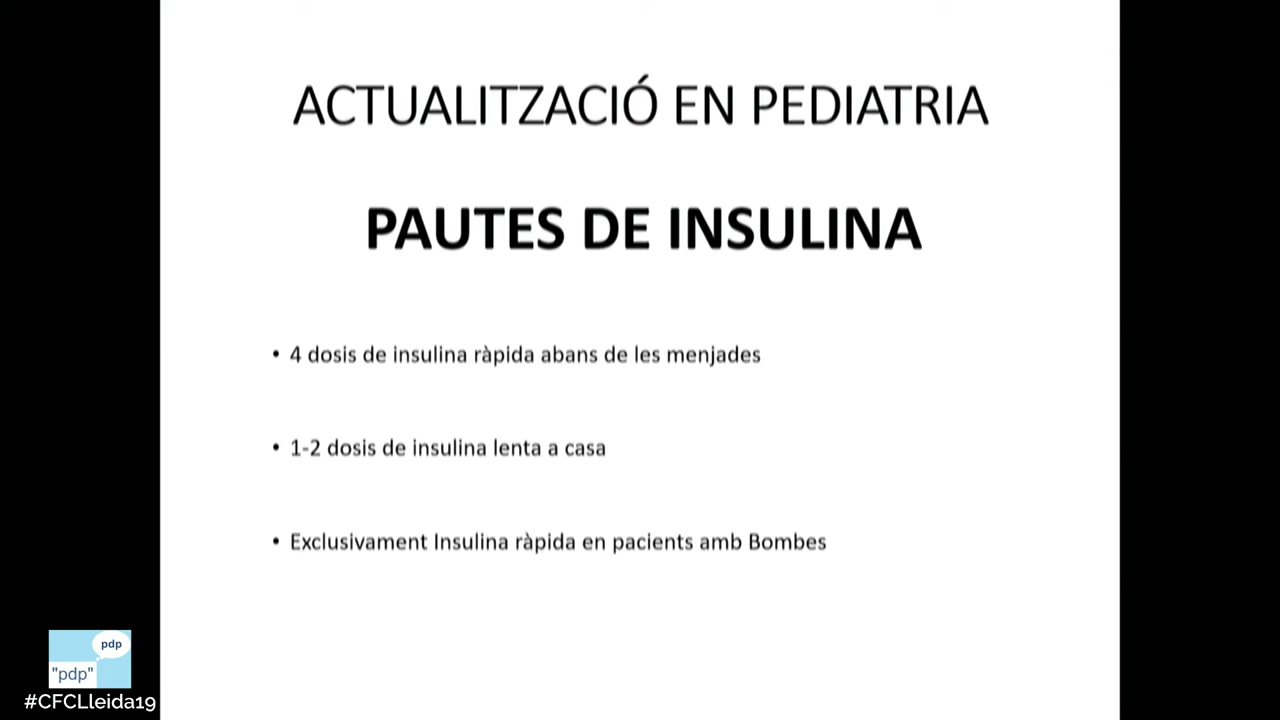 ACTUALITZACIÓ EN PEDIATRIA
PAUTES DE INSULINA
• 4 dosis de insulina ràpida abans de les menjades
• 1-2 dosis de insulina lenta a casa
• Exclusivament Insulina ràpida en pacients amb Bombes
pdp
"pdp"
#CFCLleida19